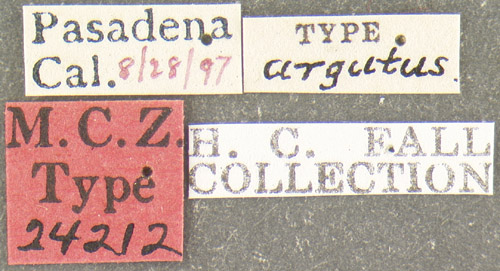 Pasadena
Cal. 8/28/97
TYPE.
argutus.
M.C.Z.
Type
24212
H. C. FALL
COLLECTION